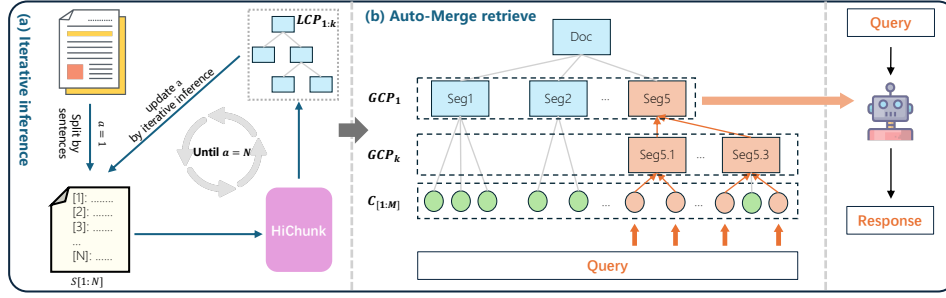 (a) Iterative inference
LCP1:k
a = 1
Split by
sentences
update a
by iterative inference
Until a = N
[1]: .......
[2]: .......
[3]: .......
...
[N]: ......
S[1: N]
HiChunk
(b) Auto-Merge retrieve
Doc
GCP1
Seg1
Seg2
...
Seg5
GCPk
Seg5.1
...
Seg5.3
C[1:M]
...
...
Query
Query
Response